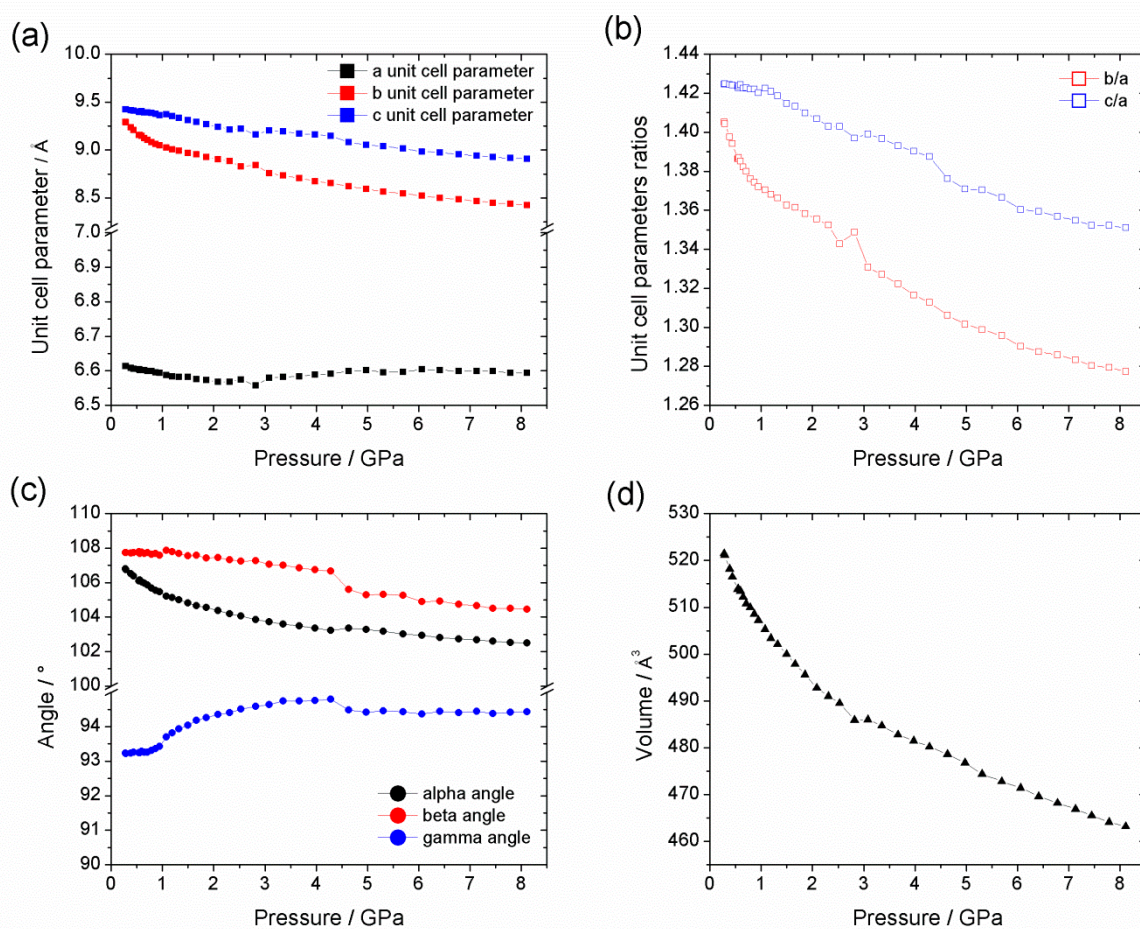 (a)
10.0
9.5
9.0
8.5
7.0
6.9
6.8
6.7
6.6
6.5
Unit cell parameter / Å
a unit cell parameter
b unit cell parameter
c unit cell parameter
0 1 2 3 4 5 6 7 8
Pressure / GPa
(b)
1.44
1.42
1.40
1.38
1.36
1.34
1.32
1.30
1.28
1.26
Unit cell parameters ratios
b/a
c/a
0 1 2 3 4 5 6 7 8
Pressure / GPa
(c)
110
108
106
104
102
100
94
93
92
91
90
Angle / °
alpha angle
beta angle
gamma angle
0 1 2 3 4 5 6 7 8
Pressure / GPa
(d)
530
520
510
500
490
480
470
460
Volume / Å³
0 1 2 3 4 5 6 7 8
Pressure / GPa